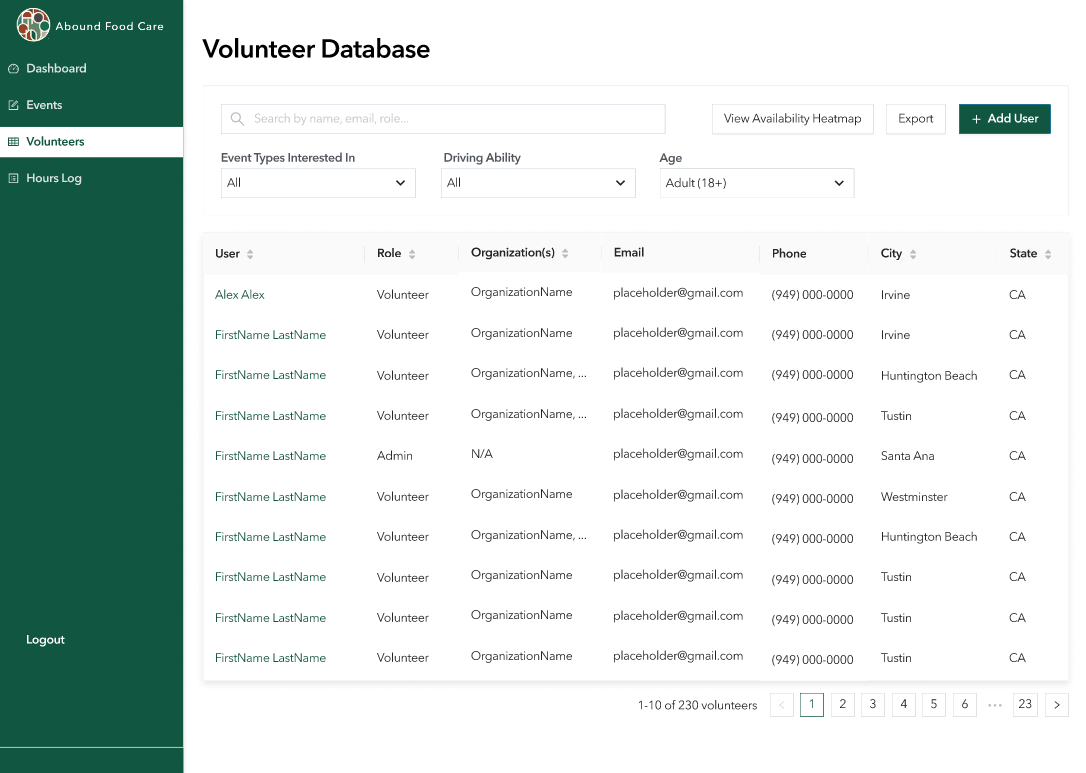 Abound Food Care
Dashboard
Events
Volunteers
Hours Log
Logout
Volunteer Database
Search by name, email, role...
View Availability Heatmap
Export
+ Add User
Event Types Interested In
All
Driving Ability
All
Age
Adult (18+)
User Role Organization(s) Email Phone City State
Alex Alex Volunteer OrganizationName placeholder@gmail.com (949) 000-0000 Irvine CA
FirstName LastName Volunteer OrganizationName placeholder@gmail.com (949) 000-0000 Irvine CA
FirstName LastName Volunteer OrganizationName, ... placeholder@gmail.com (949) 000-0000 Huntington Beach CA
FirstName LastName Volunteer OrganizationName, ... placeholder@gmail.com (949) 000-0000 Tustin CA
FirstName LastName Admin N/A placeholder@gmail.com (949) 000-0000 Santa Ana CA
FirstName LastName Volunteer OrganizationName placeholder@gmail.com (949) 000-0000 Westminster CA
FirstName LastName Volunteer OrganizationName, ... placeholder@gmail.com (949) 000-0000 Huntington Beach CA
FirstName LastName Volunteer OrganizationName placeholder@gmail.com (949) 000-0000 Tustin CA
FirstName LastName Volunteer OrganizationName placeholder@gmail.com (949) 000-0000 Tustin CA
FirstName LastName Volunteer OrganizationName placeholder@gmail.com (949) 000-0000 Tustin CA
1-10 of 230 volunteers < 1 2 3 4 5 6 ••• 23 >